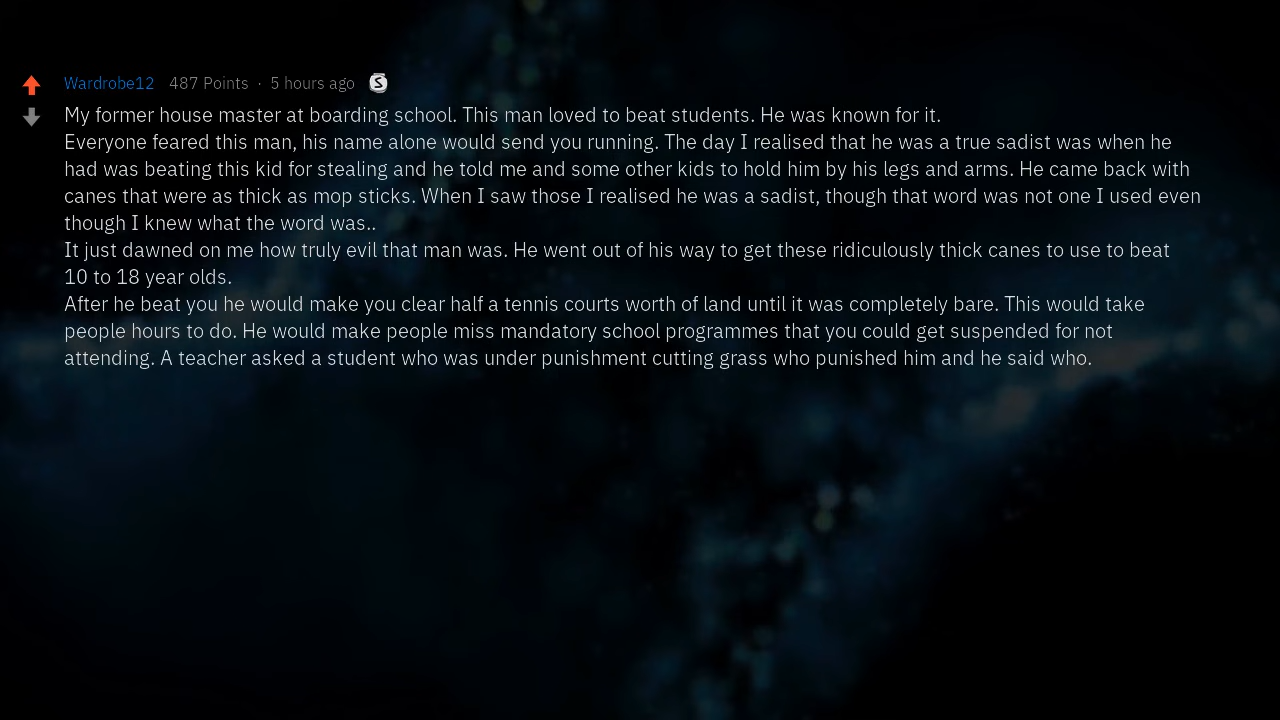 Wardrobe12 487 Points · 5 hours ago S
My former house master at boarding school. This man loved to beat students. He was known for it.
Everyone feared this man, his name alone would send you running. The day I realised that he was a true sadist was when he
had was beating this kid for stealing and he told me and some other kids to hold him by his legs and arms. He came back with
canes that were as thick as mop sticks. When I saw those I realised he was a sadist, though that word was not one I used even
though I knew what the word was..
It just dawned on me how truly evil that man was. He went out of his way to get these ridiculously thick canes to use to beat
10 to 18 year olds.
After he beat you he would make you clear half a tennis courts worth of land until it was completely bare. This would take
people hours to do. He would make people miss mandatory school programmes that you could get suspended for not
attending. A teacher asked a student who was under punishment cutting grass who punished him and he said who.